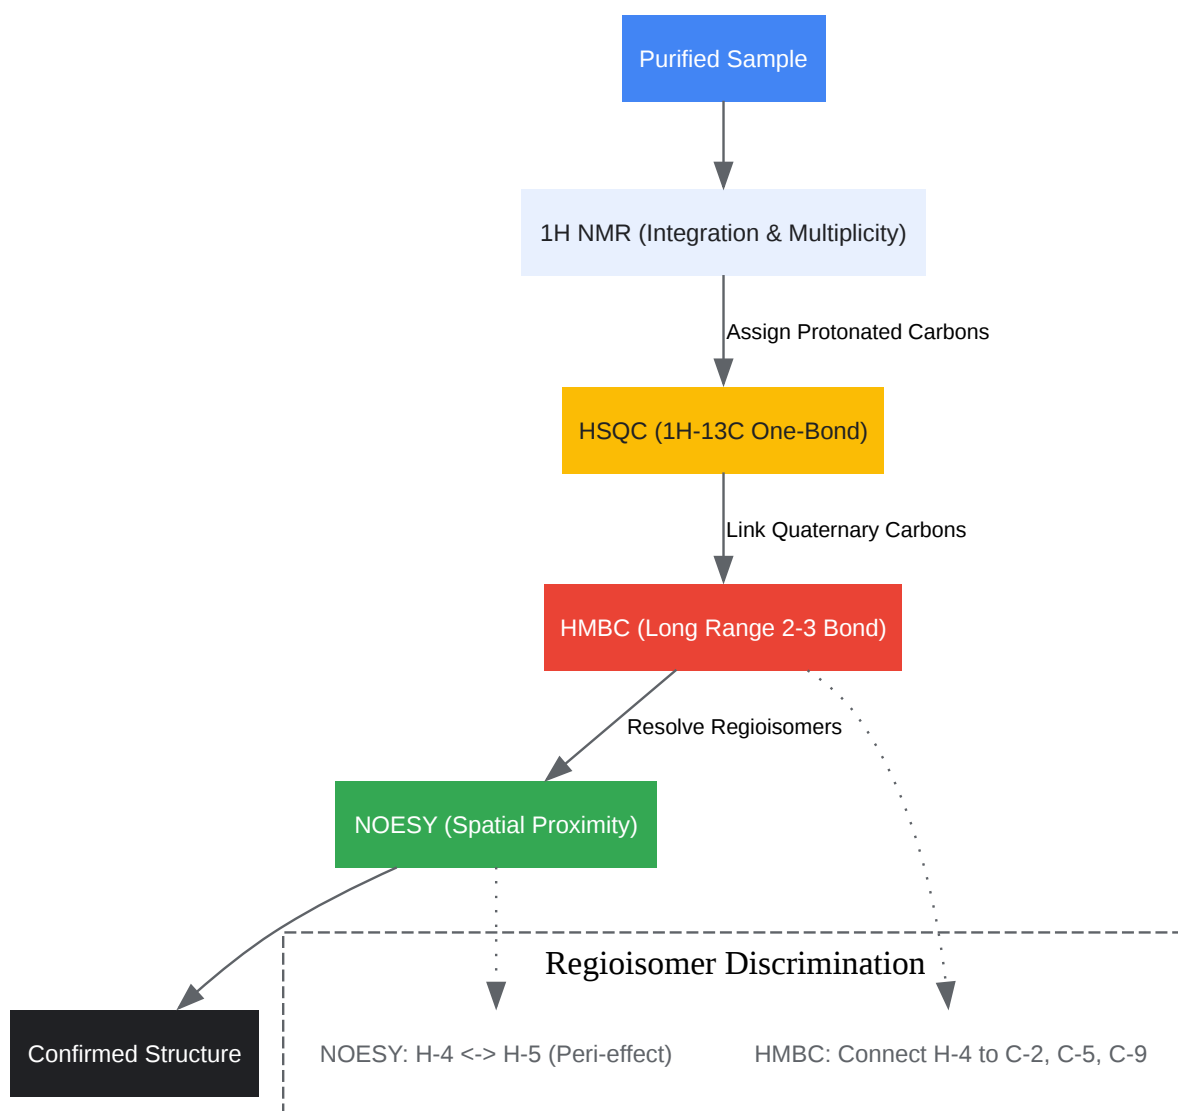 Purified Sample
1H NMR (Integration & Multiplicity)
Assign Protonated Carbons
HSQC (1H-13C One-Bond)
Link Quaternary Carbons
HMBC (Long Range 2-3 Bond)
Resolve Regioisomers
NOESY (Spatial Proximity)
Regioisomer Discrimination
Confirmed Structure
NOESY: H-4 <-> H-5 (Peri-effect)
HMBC: Connect H-4 to C-2, C-5, C-9